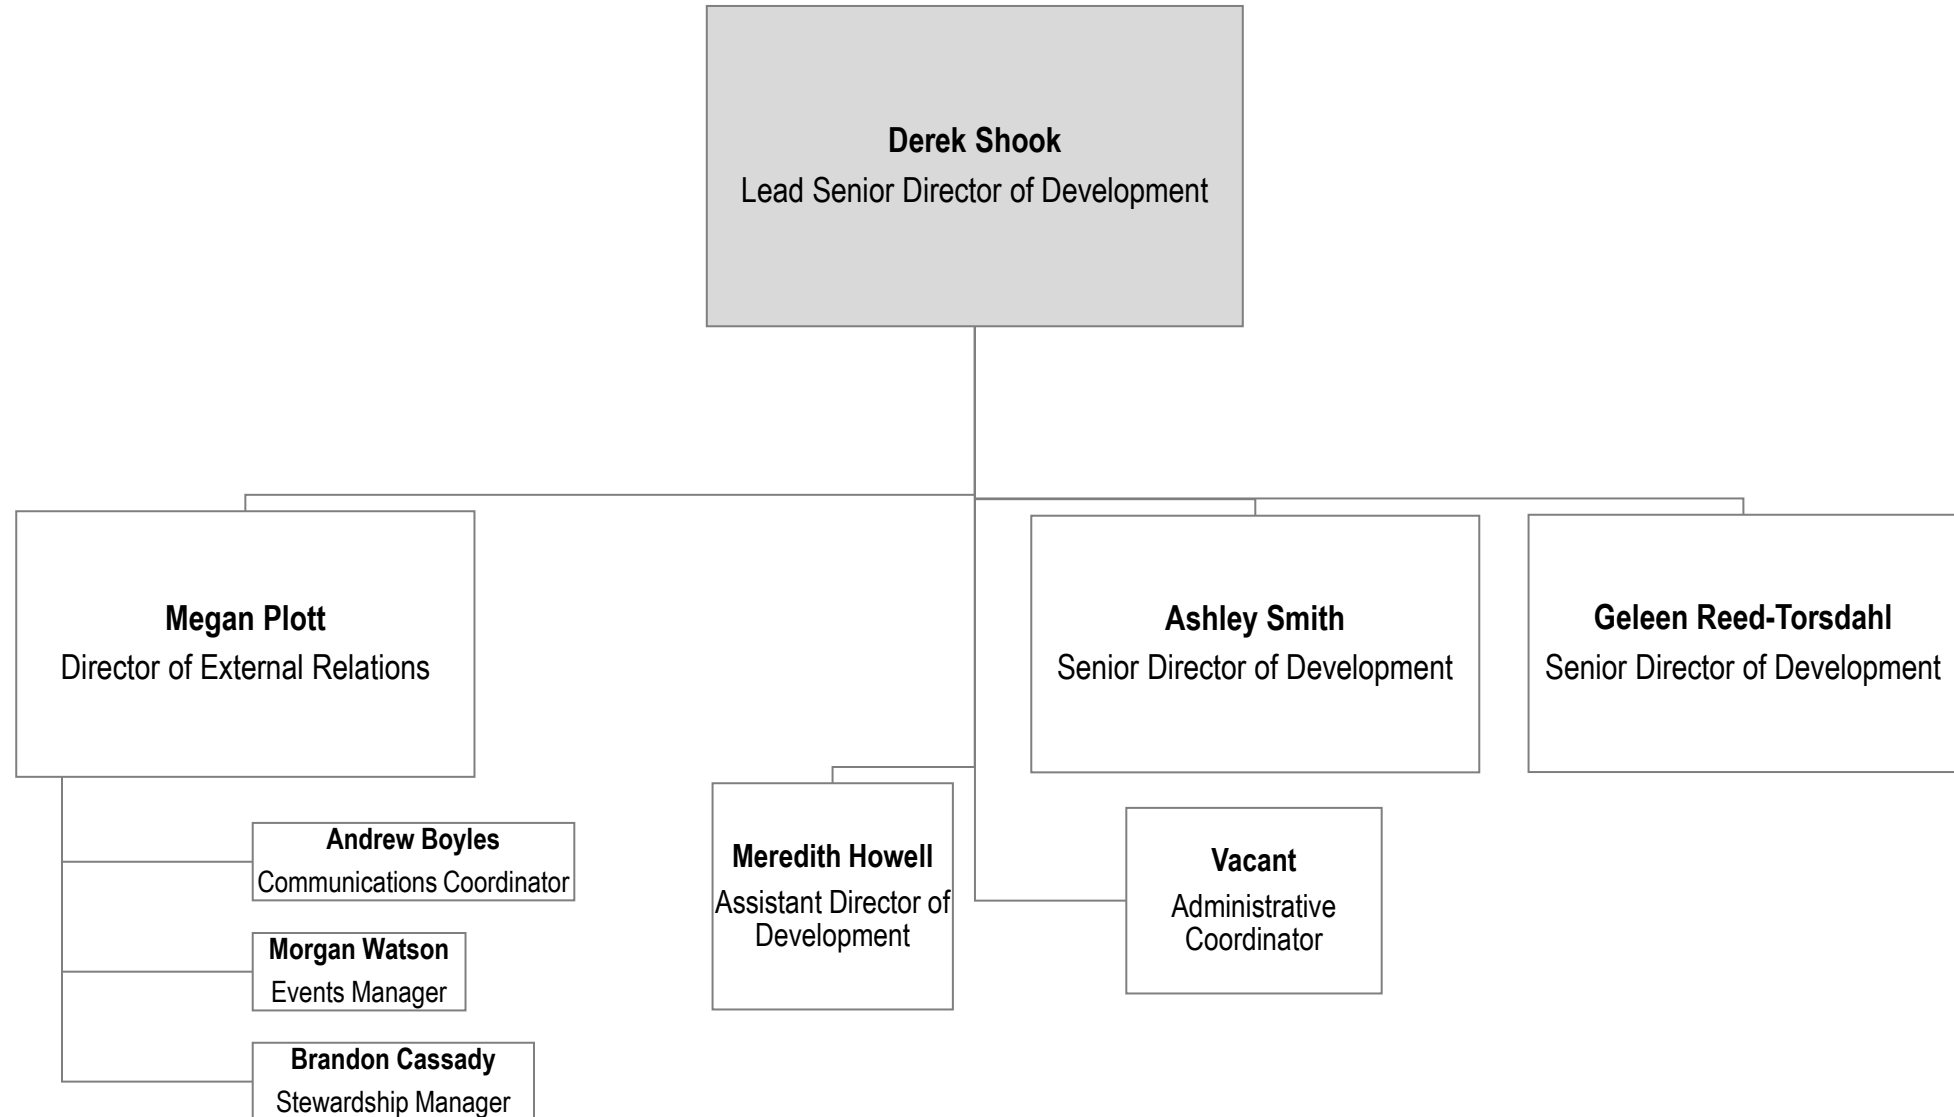 Derek Shook
Lead Senior Director of Development
Megan Plott
Director of External Relations
Ashley Smith
Senior Director of Development
Geleen Reed-Torsdahl
Senior Director of Development
Andrew Boyles
Communications Coordinator
Morgan Watson
Events Manager
Brandon Cassady
Stewardship Manager
Meredith Howell
Assistant Director of
Development
Vacant
Administrative
Coordinator